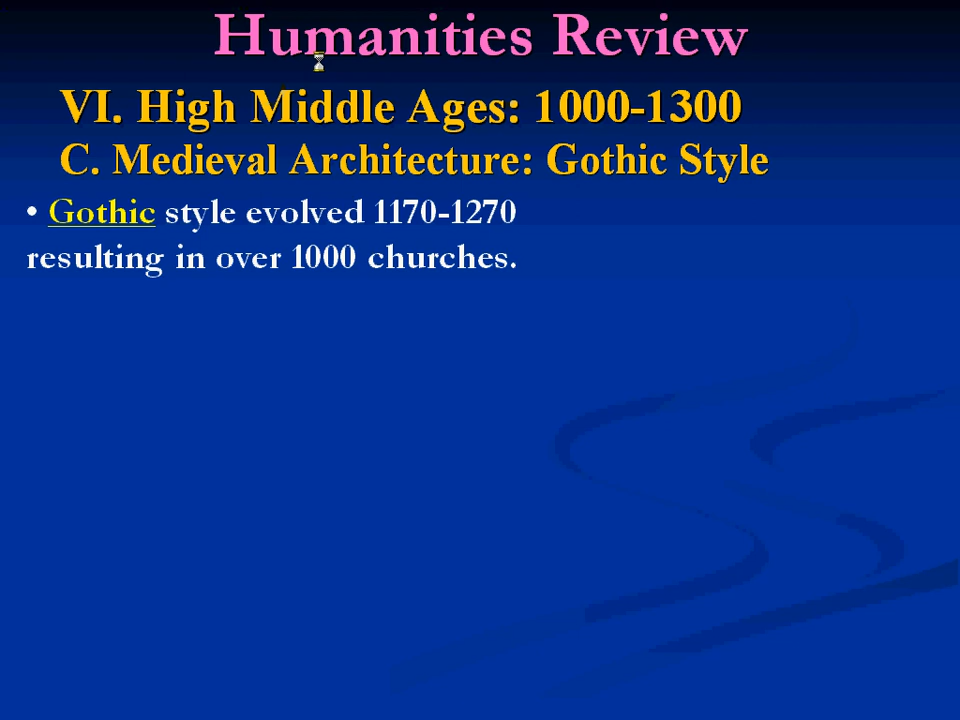 Humanities Review
VI. High Middle Ages: 1000-1300
C. Medieval Architecture: Gothic Style
• Gothic style evolved 1170-1270
resulting in over 1000 churches.